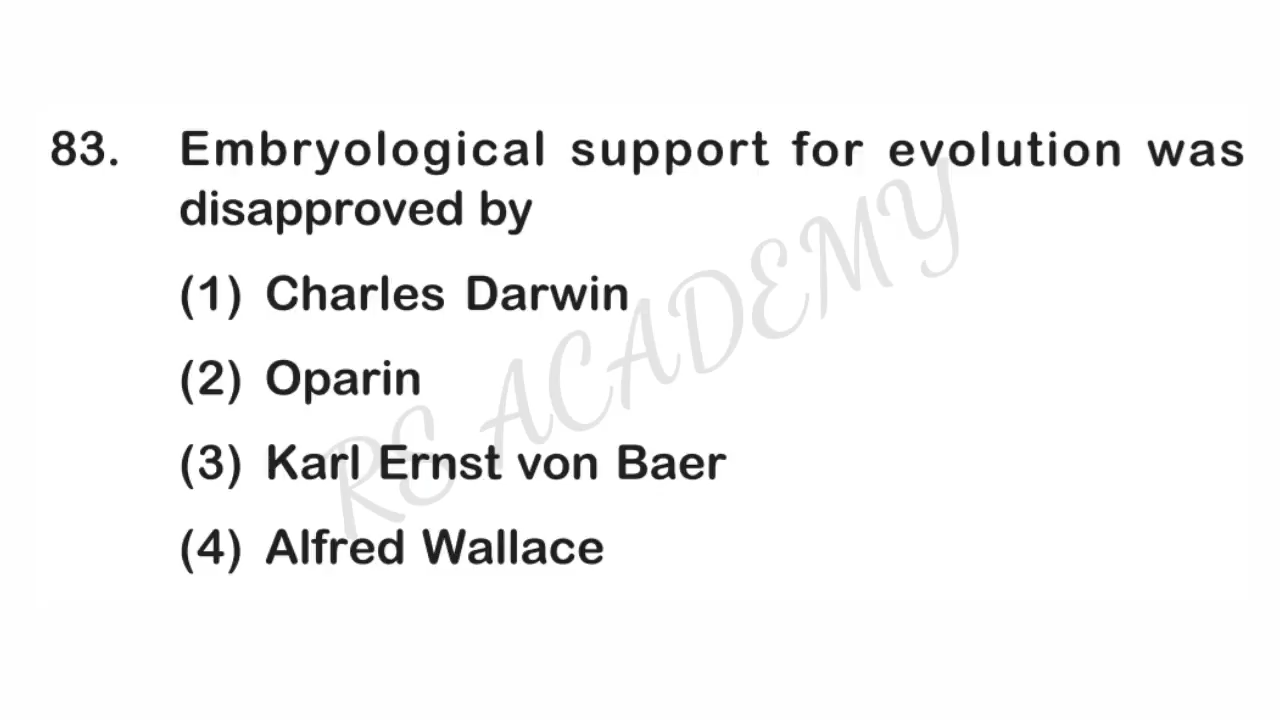 83. Embryological support for evolution was
disapproved by
(1) Charles Darwin
(2) Oparin
(3) Karl Ernst von Baer
(4) Alfred Wallace
RE ACADEMY